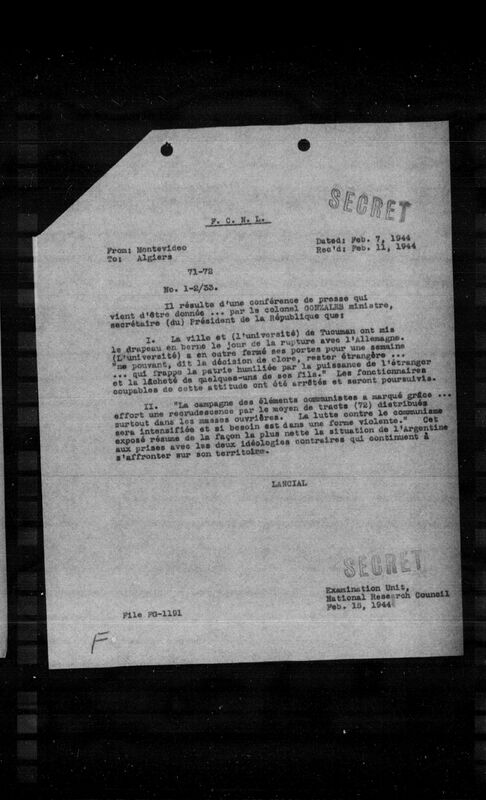 SECRET
F. C. N. L.
From: Montevideo
To: Algiers
Dated: Feb. 7, 1944
Rec'd: Feb. 11, 1944
71-72
No. 1-2/33.
Il résulte d'une conférence de presse qui
vient d'être donnée ... par le colonel GONZALES ministre,
secrétaire (du) Président de la République que:
I. La ville et (l'université) de Tucuman ont mis
le drapeau en berne le jour de la rupture avec l'Allemagne.
(L'université) a en outre fermé ses portes pour une semaine
"ne pouvant, dit la décision de clore, rester étrangère ...
... qui frappe la patrie humiliée par la puissance de l'étranger
et la lâcheté de quelques-uns de ses fils." Les fonctionnaires
coupables de cette attitude ont été arrêtés et seront poursuivis.
II. "La campagne des éléments communistes a marqué grâce ...
effort une recrudescence par le moyen de tracts (72) distribués
surtout dans les masses ouvrières. La lutte contre le communisme
sera intensifiée et si besoin est dans une forme violente." Cet
exposé résume de la façon la plus nette la situation de l'Argentine
aux prises avec les deux idéologies contraires qui continuent à
s'affronter sur son territoire.
LANCIAL
SECRET
Examination Unit,
National Research Council
Feb. 15, 1944
File FG-1191
F